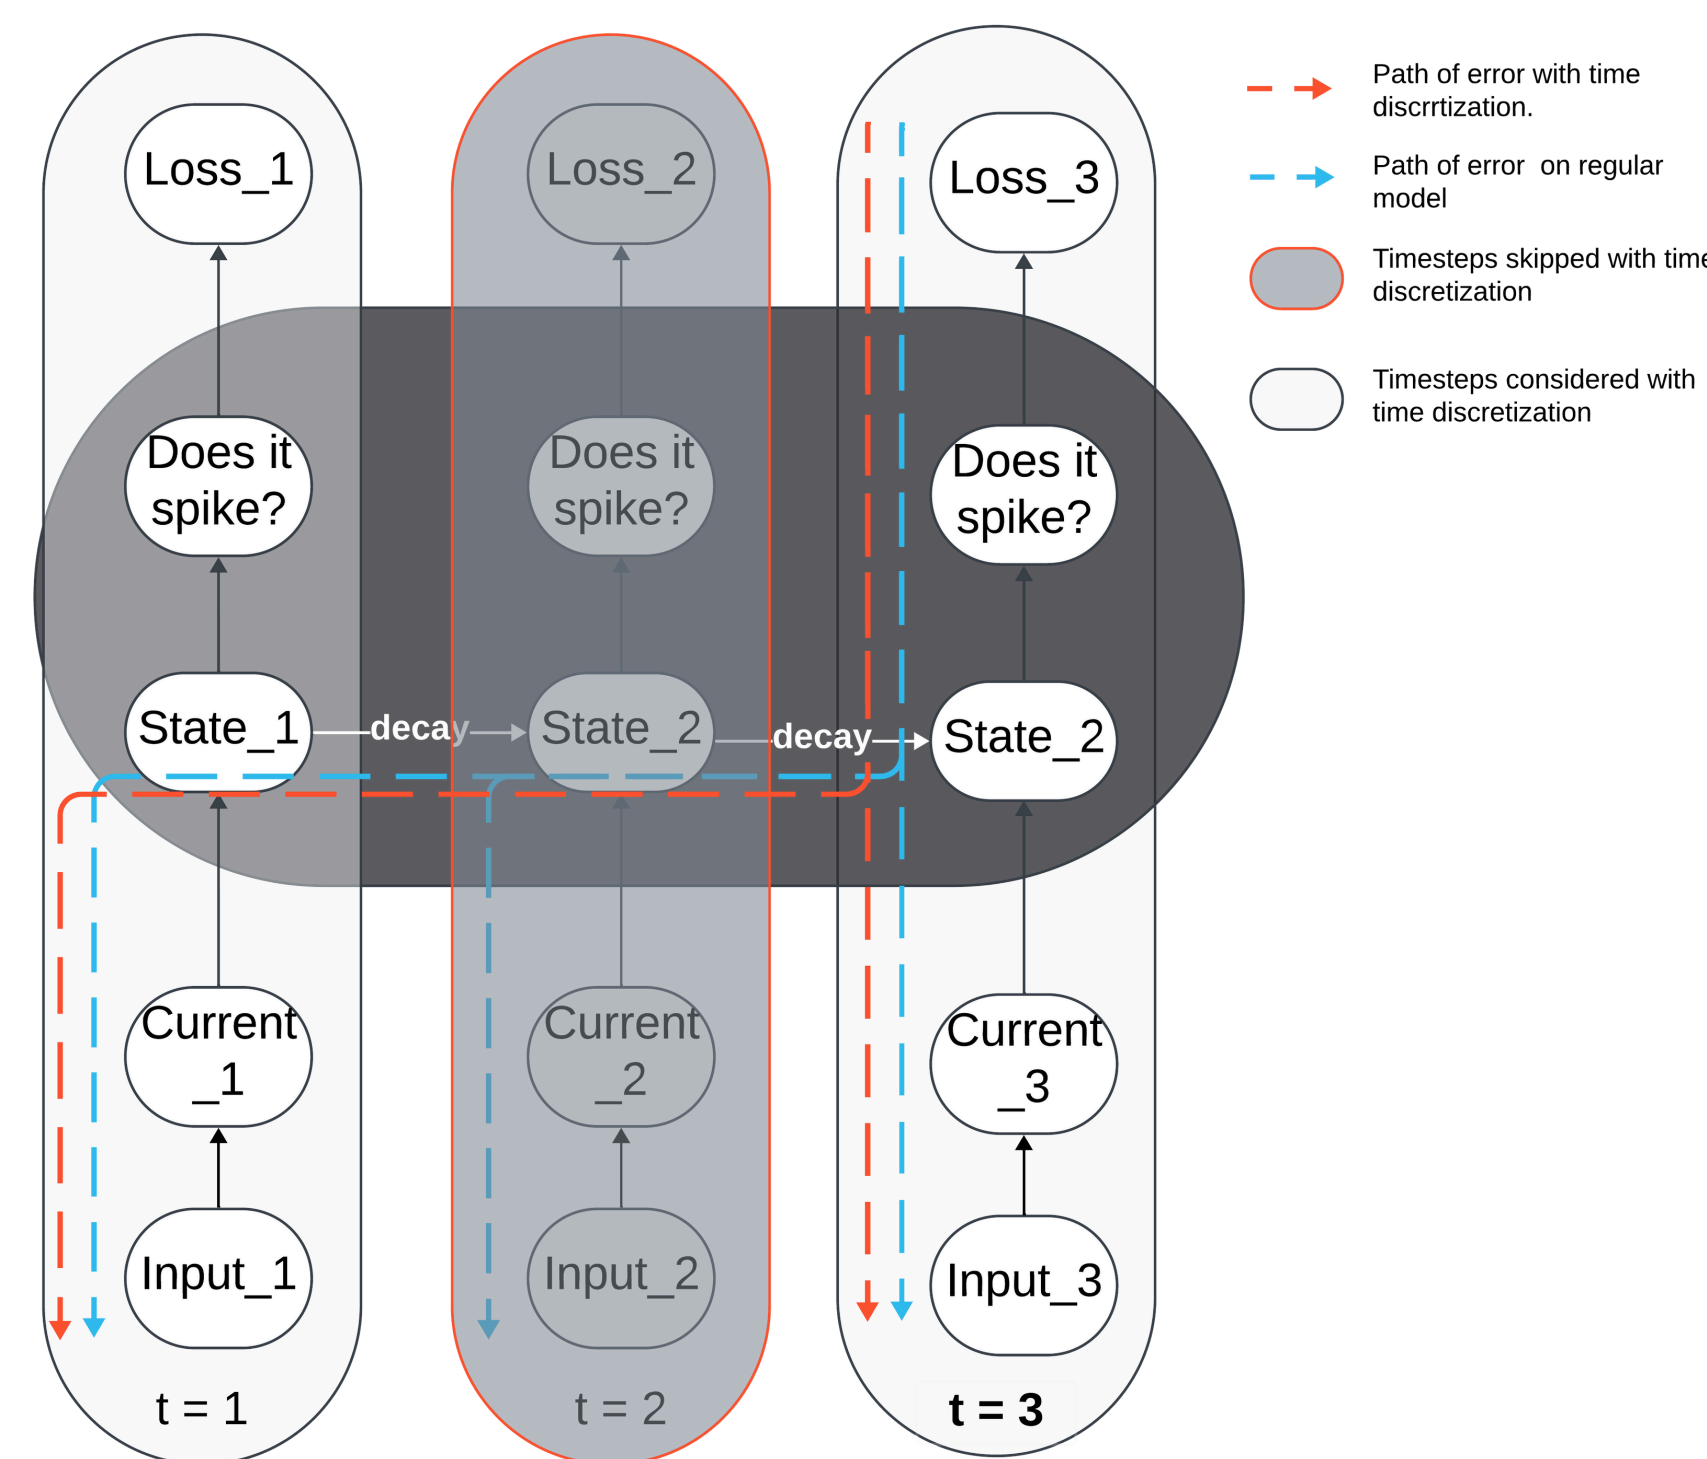 Loss_1
Loss_2
Loss_3
Does it
spike?
Does it
spike?
Does it
spike?
State_1
decay
State_2
decay
State_2
Current
_1
Current
_2
Current
_3
Input_1
Input_2
Input_3
t = 1
t = 2
t = 3
Path of error with time
discrrtization.
Path of error  on regular
model
Timesteps skipped with time
discretization
Timesteps considered with
time discretization